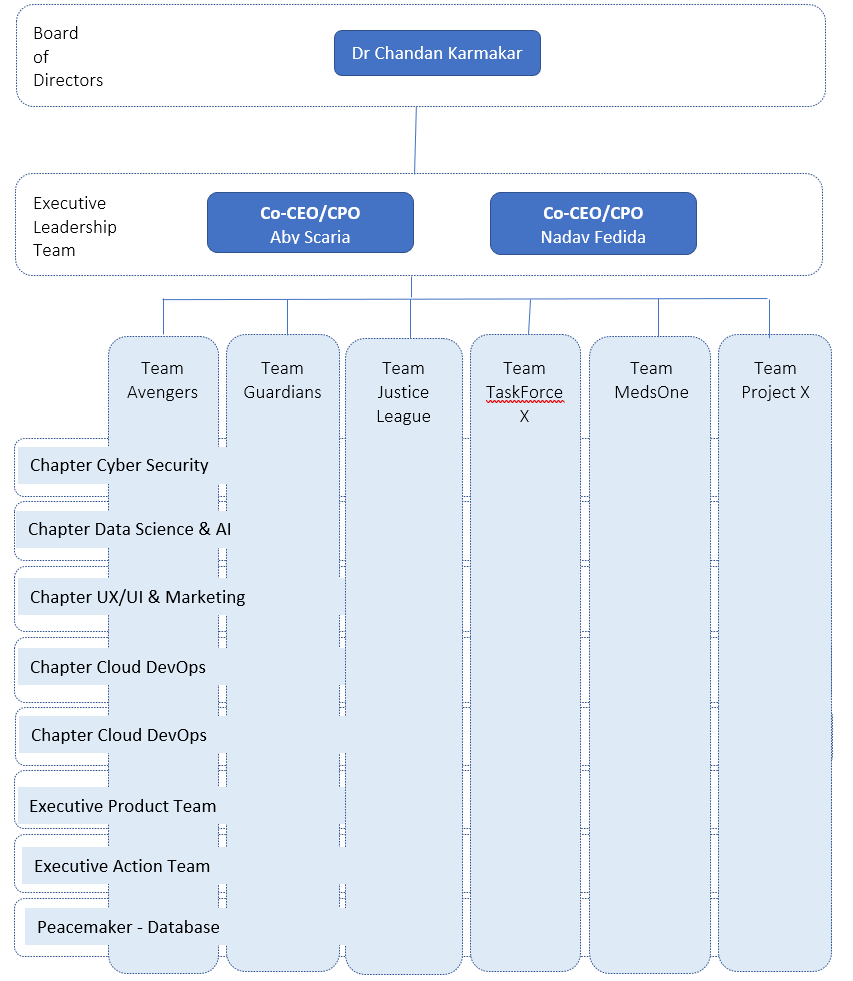 Board
of
Directors
Dr Chandan Karmakar
Executive
Leadership
Team
Co-CEO/CPO
Aby Scaria
Co-CEO/CPO
Nadav Fedida
Team
Avengers
Team
Guardians
Team
Justice
League
Team
TaskForce
X
Team
MedsOne
Team
Project X
Chapter Cyber Security
Chapter Data Science & AI
Chapter UX/UI & Marketing
Chapter Cloud DevOps
Chapter Cloud DevOps
Executive Product Team
Executive Action Team
Peacemaker - Database